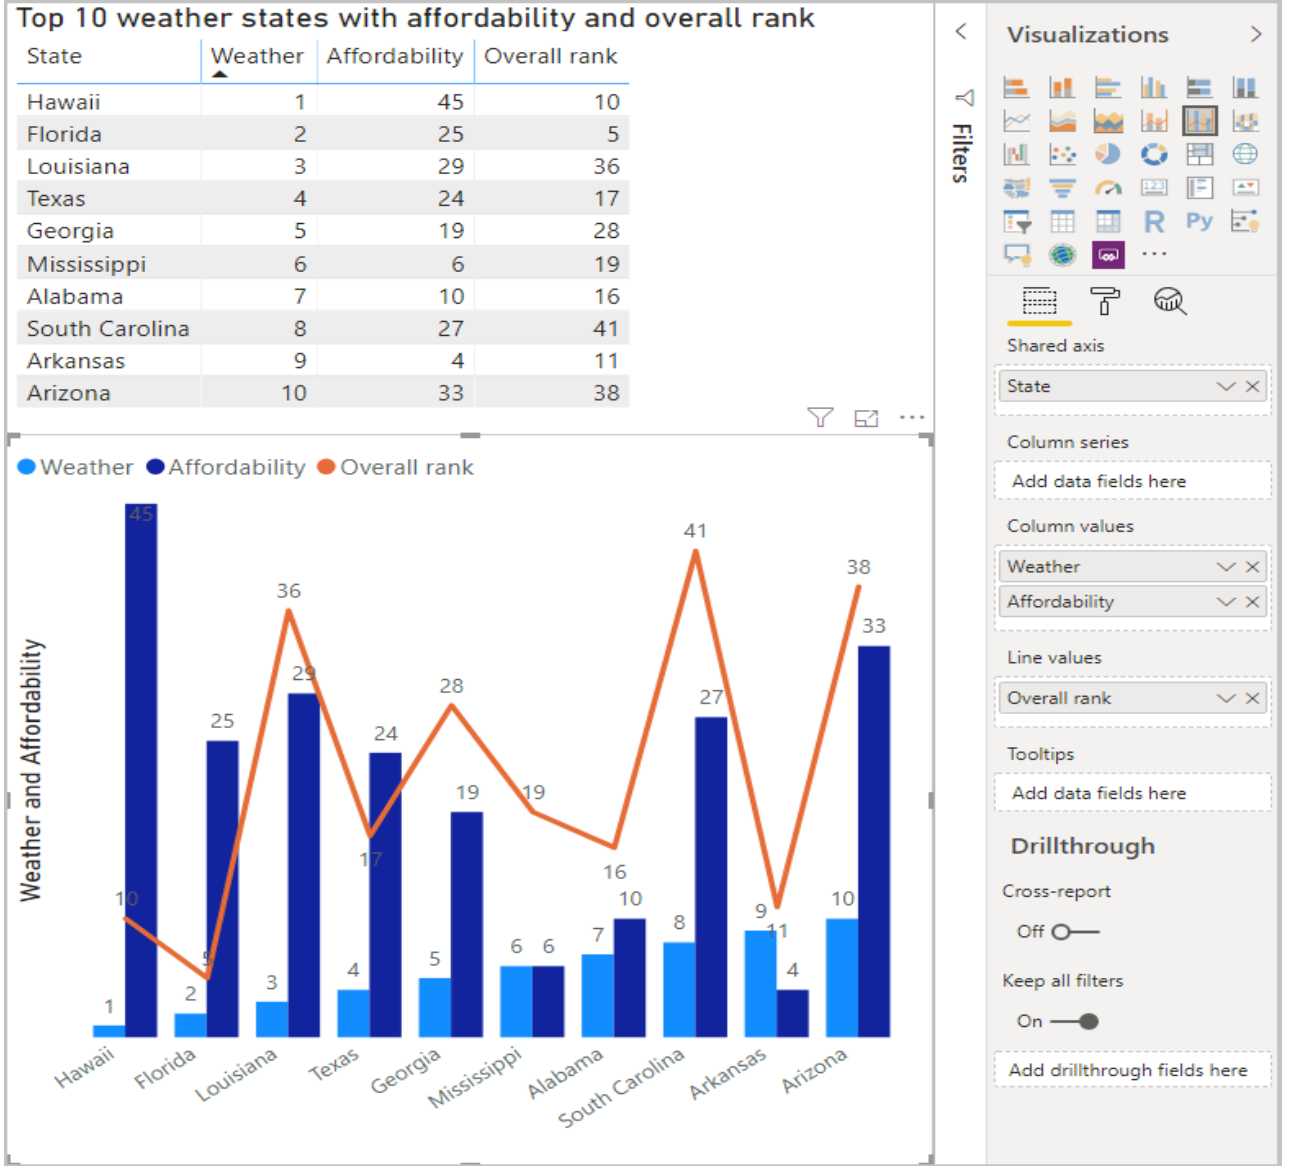 Top 10 weather states with affordability and overall rank
State Weather Affordability Overall rank
Hawaii 1 45 10
Florida 2 25 5
Louisiana 3 29 36
Texas 4 24 17
Georgia 5 19 28
Mississippi 6 6 19
Alabama 7 10 16
South Carolina 8 27 41
Arkansas 9 4 11
Arizona 10 33 38
Weather Affordability Overall rank
Weather and Affordability
45
41
36
38
33
29
28
27
25
24
19
19
17
16
10
10
10
11
9
8
7
6
6
5
5
4
4
3
2
1
Hawaii
Florida
Louisiana
Texas
Georgia
Mississippi
Alabama
South Carolina
Arkansas
Arizona
Filters
Visualizations
123
R
Py
Shared axis
State
Column series
Add data fields here
Column values
Weather
Affordability
Line values
Overall rank
Tooltips
Add data fields here
Drillthrough
Cross-report
Off
Keep all filters
On
Add drillthrough fields here